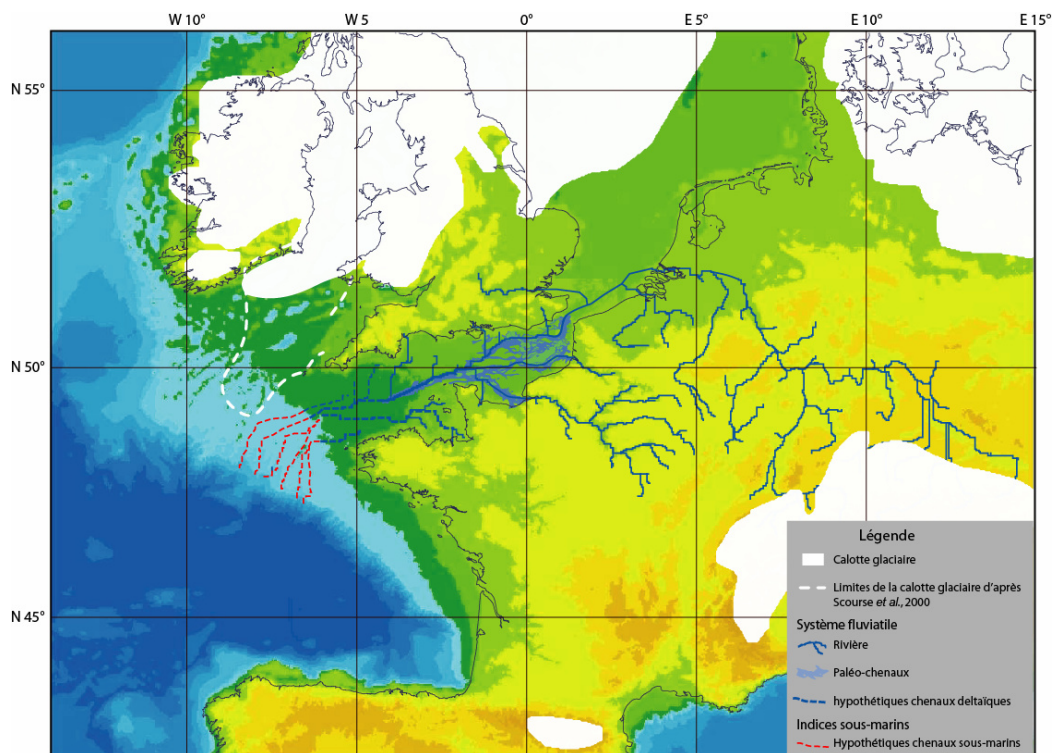 W 10° W 5 0° E 5° E 10° E 15°
N 55°
N 50°
N 45°
Légende
Calotte glaciaire
Limites de la calotte glaciaire d'après
Scourse et al., 2000
Système fluviatile
Rivière
Paléo-chenaux
hypothétiques chenaux deltaïques
Indices sous-marins
Hypothétiques chenaux sous-marins